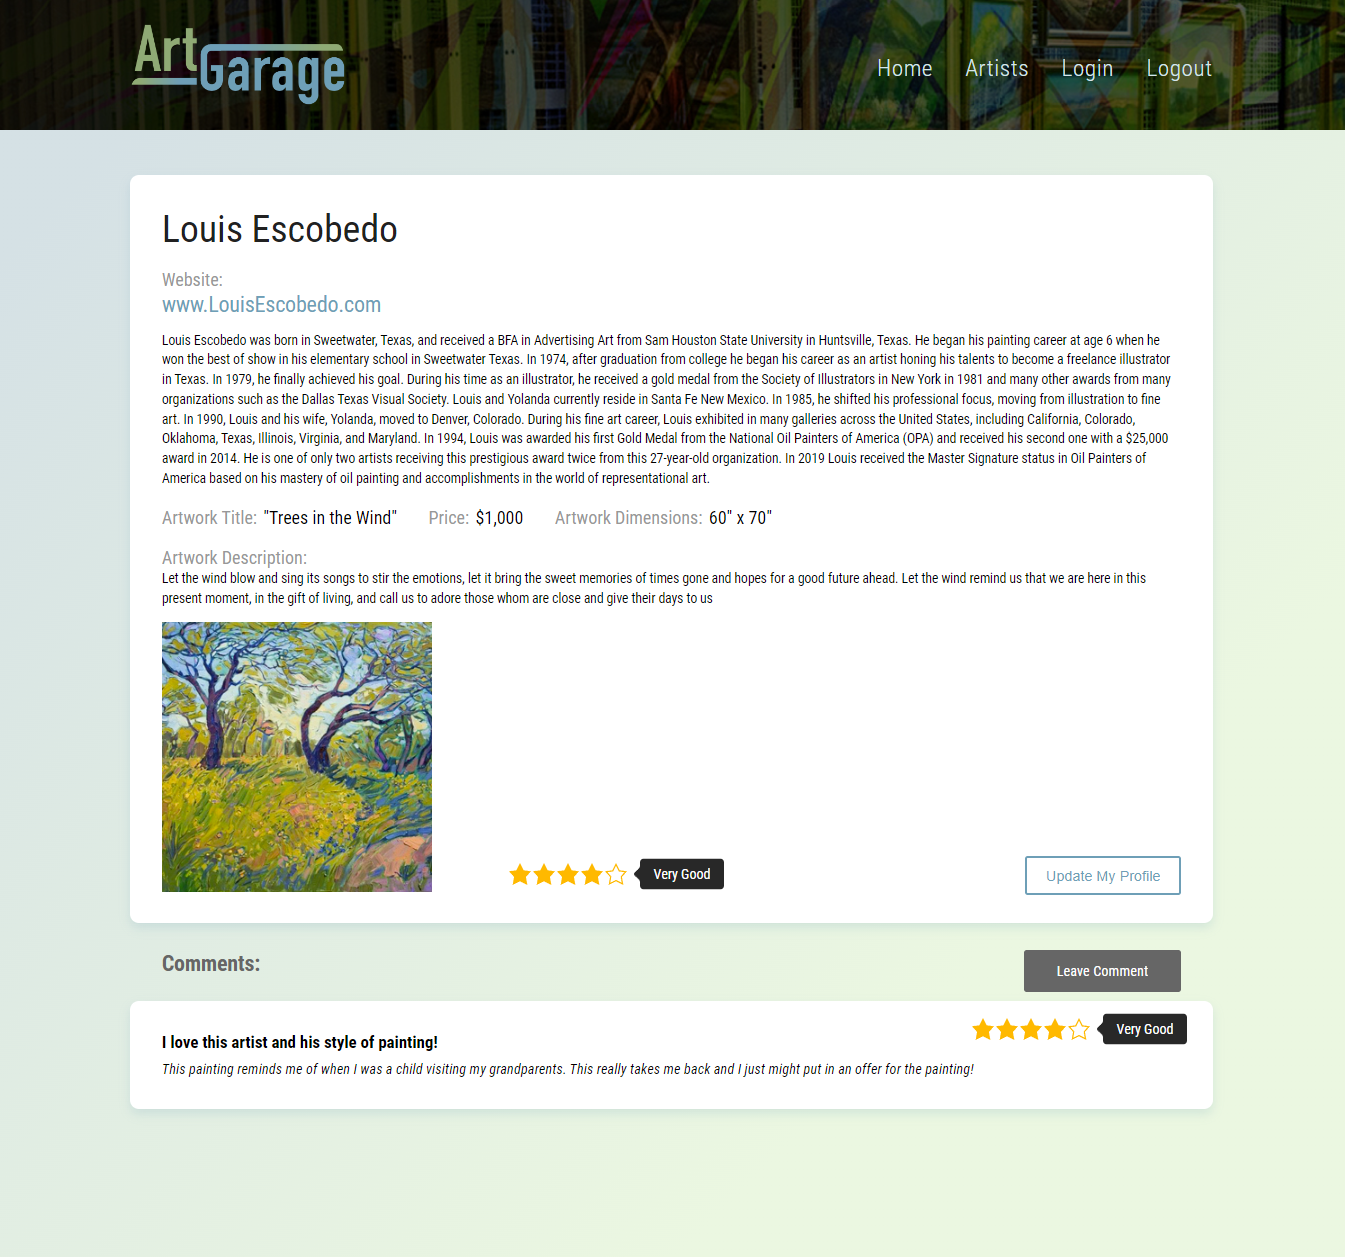 Art Garage
Home Artists Login Logout
Louis Escobedo
Website:
www.LouisEscobedo.com
Louis Escobedo was born in Sweetwater, Texas, and received a BFA in Advertising Art from Sam Houston State University in Huntsville, Texas. He began his painting career at age 6 when he
won the best of show in his elementary school in Sweetwater Texas. In 1974, after graduation from college he began his career as an artist honing his talents to become a freelance illustrator
in Texas. In 1979, he finally achieved his goal. During his time as an illustrator, he received a gold medal from the Society of Illustrators in New York in 1981 and many other awards from many
organizations such as the Dallas Texas Visual Society. Louis and Yolanda currently reside in Santa Fe New Mexico. In 1985, he shifted his professional focus, moving from illustration to fine
art. In 1990, Louis and his wife, Yolanda, moved to Denver, Colorado. During his fine art career, Louis exhibited in many galleries across the United States, including California, Colorado,
Oklahoma, Texas, Illinois, Virginia, and Maryland. In 1994, Louis was awarded his first Gold Medal from the National Oil Painters of America (OPA) and received his second one with a $25,000
award in 2014. He is one of only two artists receiving this prestigious award twice from this 27-year-old organization. In 2019 Louis received the Master Signature status in Oil Painters of
America based on his mastery of oil painting and accomplishments in the world of representational art.
Artwork Title: "Trees in the Wind" Price: $1,000 Artwork Dimensions: 60" x 70"
Artwork Description:
Let the wind blow and sing its songs to stir the emotions, let it bring the sweet memories of times gone and hopes for a good future ahead. Let the wind remind us that we are here in this
present moment, in the gift of living, and call us to adore those whom are close and give their days to us
Very Good
Update My Profile
Comments:
Leave Comment
Very Good
I love this artist and his style of painting!
This painting reminds me of when I was a child visiting my grandparents. This really takes me back and I just might put in an offer for the painting!